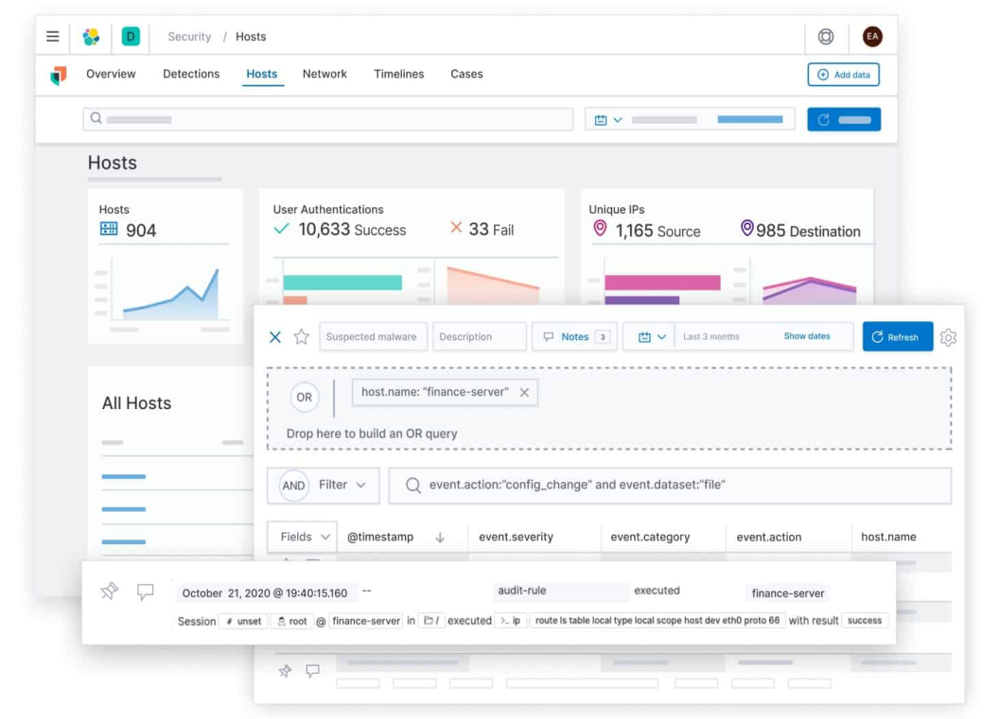 D Security / Hosts EA
Overview Detections Hosts Network Timelines Cases Add data
Hosts
Hosts
904
User Authentications
10,633 Success 33 Fail
Unique IPs
1,165 Source 985 Destination
All Hosts
Suspected malware Description Notes 3 Last 3 months Show dates Refresh
OR host.name: "finance-server"
Drop here to build an OR query
AND Filter event.action:"config_change" and event.dataset:"file"
Fields @timestamp event.severity event.category event.action host.name
October 21, 2020 @ 19:40:15.160 -- audit-rule executed finance-server
Session # unset root @ finance-server in / executed >_ ip route ls table local type local scope host dev eth0 proto 66 with result success